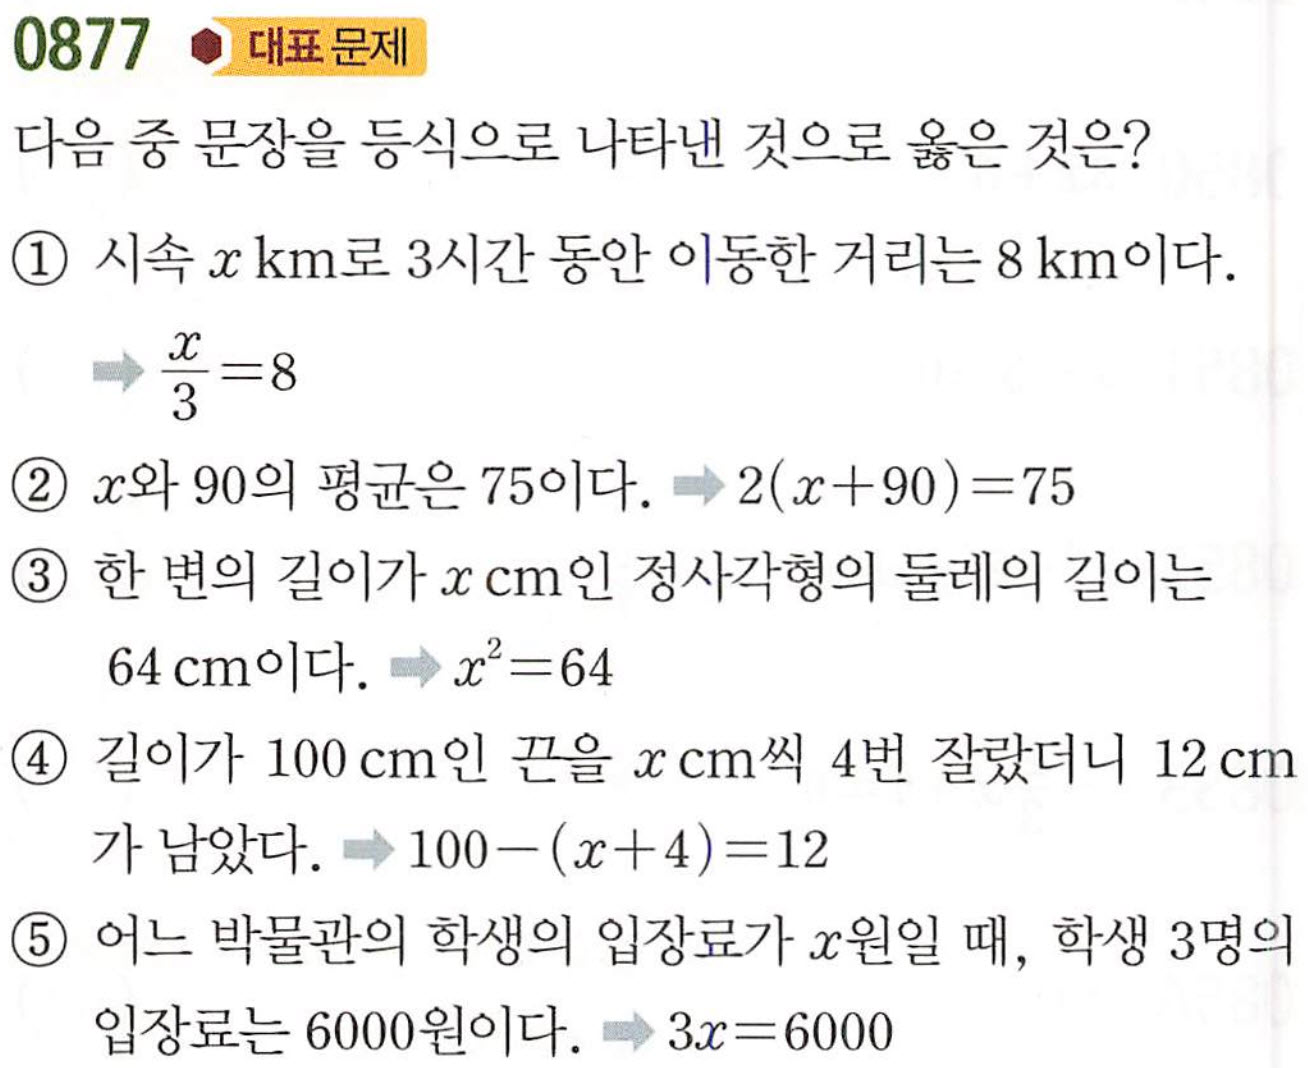 0877 대표 문제
다음 중 문장을 등식으로 나타낸 것으로 옳은 것은?
① 시속 x km로 3시간 동안 이동한 거리는 8 km이다.
➡ x/3=8
② x와 90의 평균은 75이다. ➡ 2(x+90)=75
③ 한 변의 길이가 x cm인 정사각형의 둘레의 길이는
64 cm이다. ➡ x²=64
④ 길이가 100 cm인 끈을 x cm씩 4번 잘랐더니 12 cm
가 남았다. ➡ 100-(x+4)=12
⑤ 어느 박물관의 학생의 입장료가 x원일 때, 학생 3명의
입장료는 6000원이다. ➡ 3x=6000